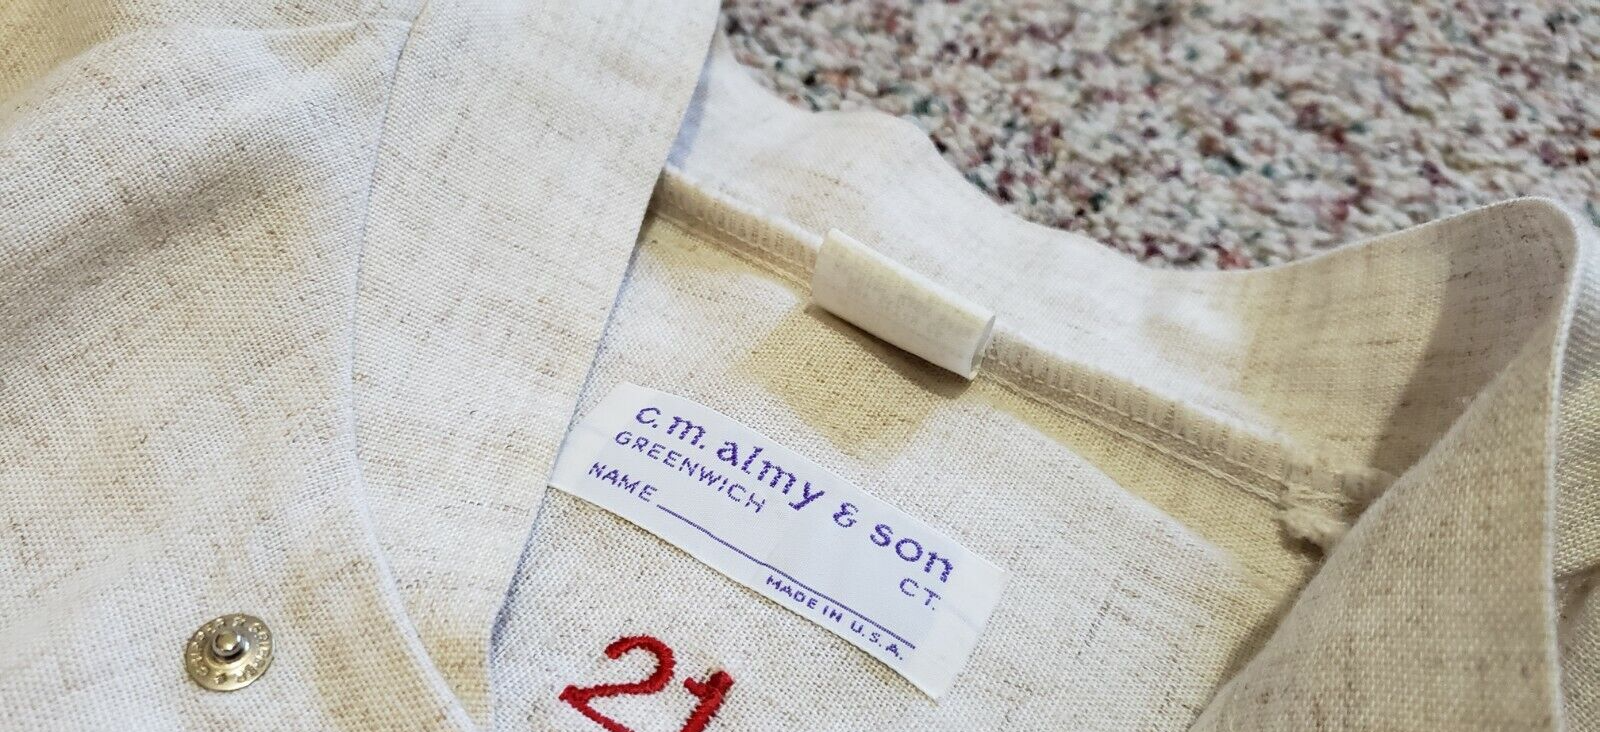 c.m. almy & son
GREENWICH CT.
NAME
MADE IN U.S.A.
21